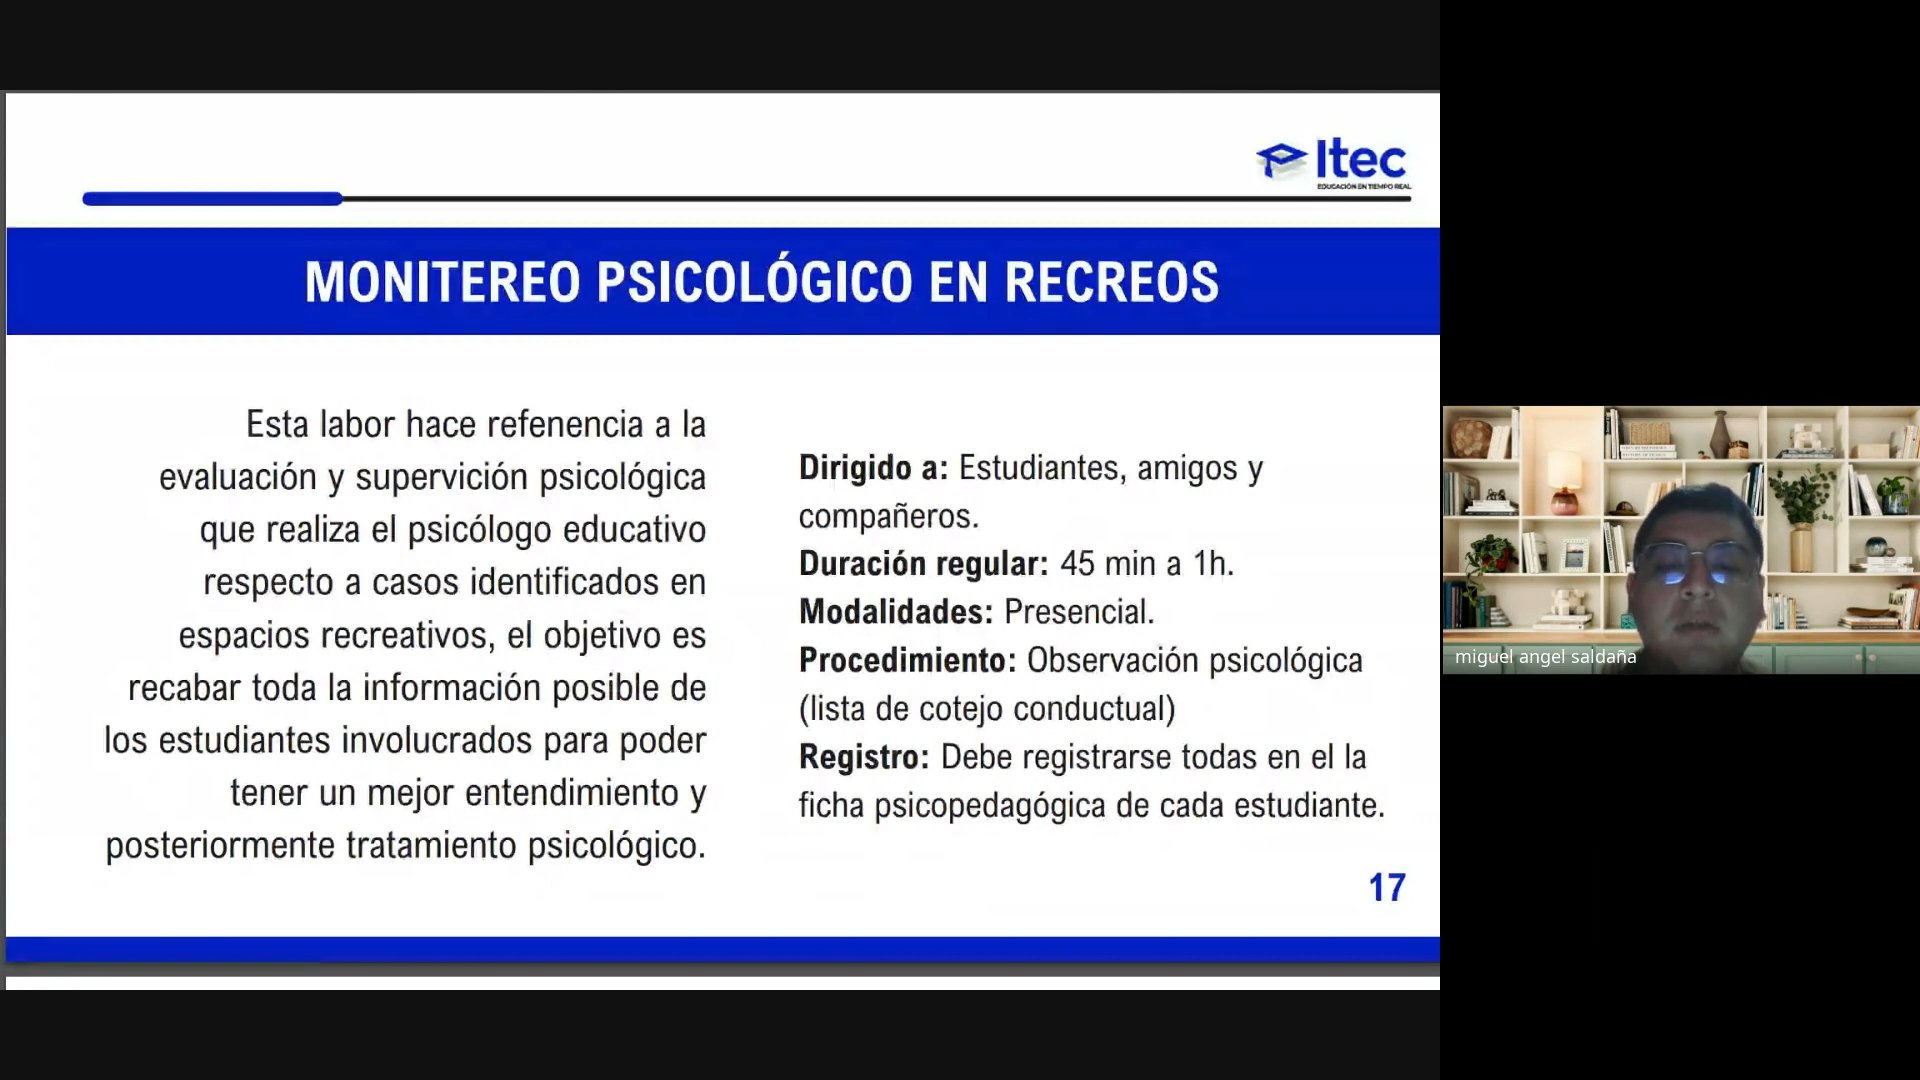 Itec
EDUCACIÓN EN TIEMPO REAL
MONITEREO PSICOLÓGICO EN RECREOS
Esta labor hace refenencia a la
evaluación y supervición psicológica
que realiza el psicólogo educativo
respecto a casos identificados en
espacios recreativos, el objetivo es
recabar toda la información posible de
los estudiantes involucrados para poder
tener un mejor entendimiento y
posteriormente tratamiento psicológico.
Dirigido a: Estudiantes, amigos y
compañeros.
Duración regular: 45 min a 1h.
Modalidades: Presencial.
Procedimiento: Observación psicológica
(lista de cotejo conductual)
Registro: Debe registrarse todas en el la
ficha psicopedagógica de cada estudiante.
17
miguel angel saldaña